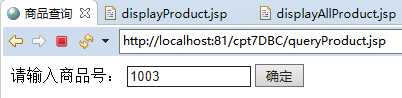 商品查询 displayProduct.jsp displayAllProduct.jsp
http://localhost:81/cpt7DBC/queryProduct.jsp
请输入商品号： 1003 确定